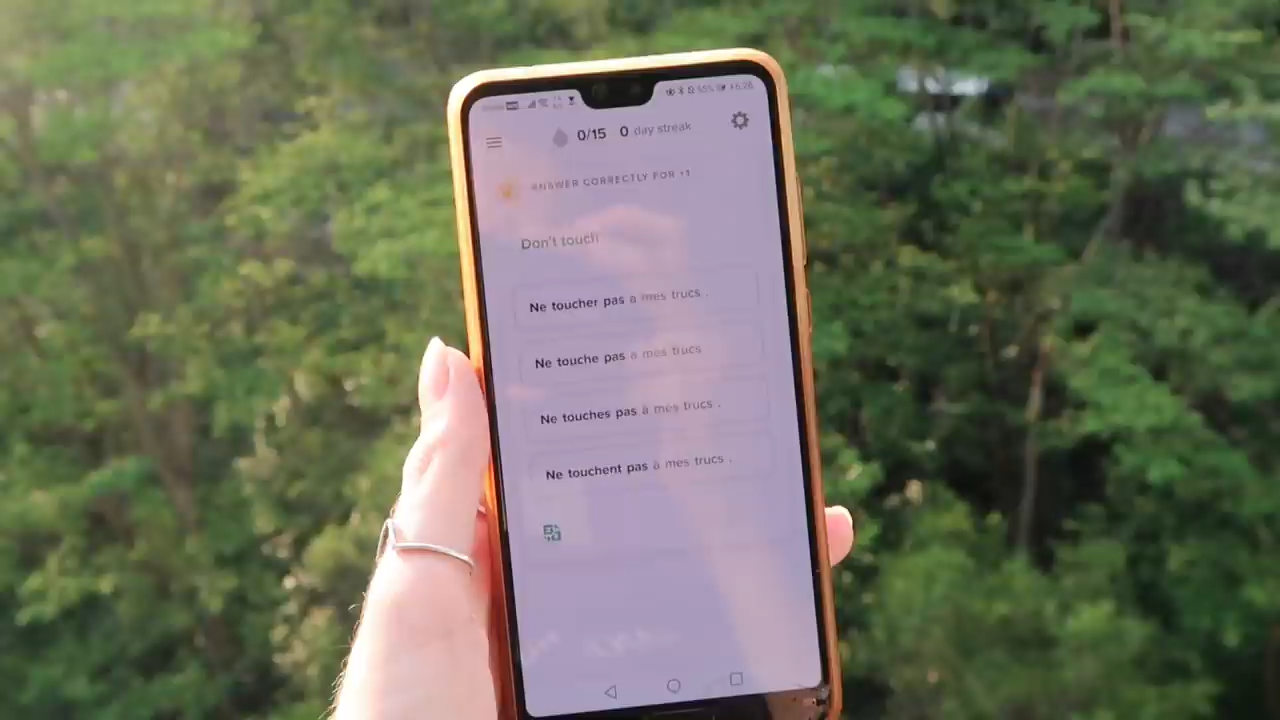 0/15 0 day streak
ANSWER CORRECTLY FOR +1
Don't touch
Ne toucher pas à mes trucs .
Ne touche pas à mes trucs
Ne touches pas à mes trucs .
Ne touchent pas à mes trucs .